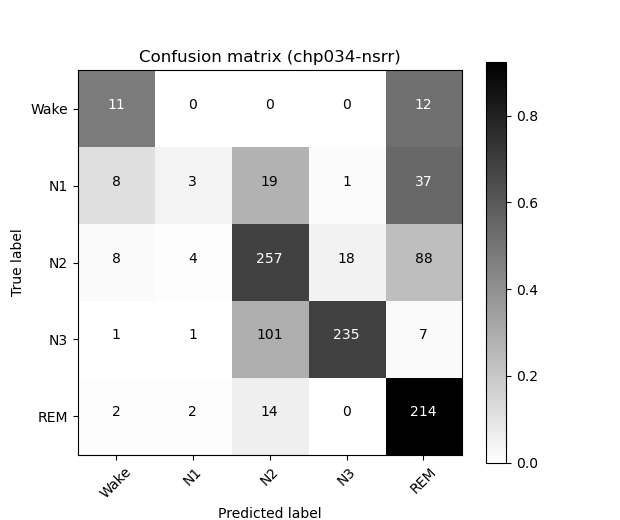 Confusion matrix (chp034-nsrr)
Wake 11 0 0 0 12
N1 8 3 19 1 37
N2 8 4 257 18 88
N3 1 1 101 235 7
REM 2 2 14 0 214
Wake N1 N2 N3 REM
Predicted label
True label
0.8
0.6
0.4
0.2
0.0